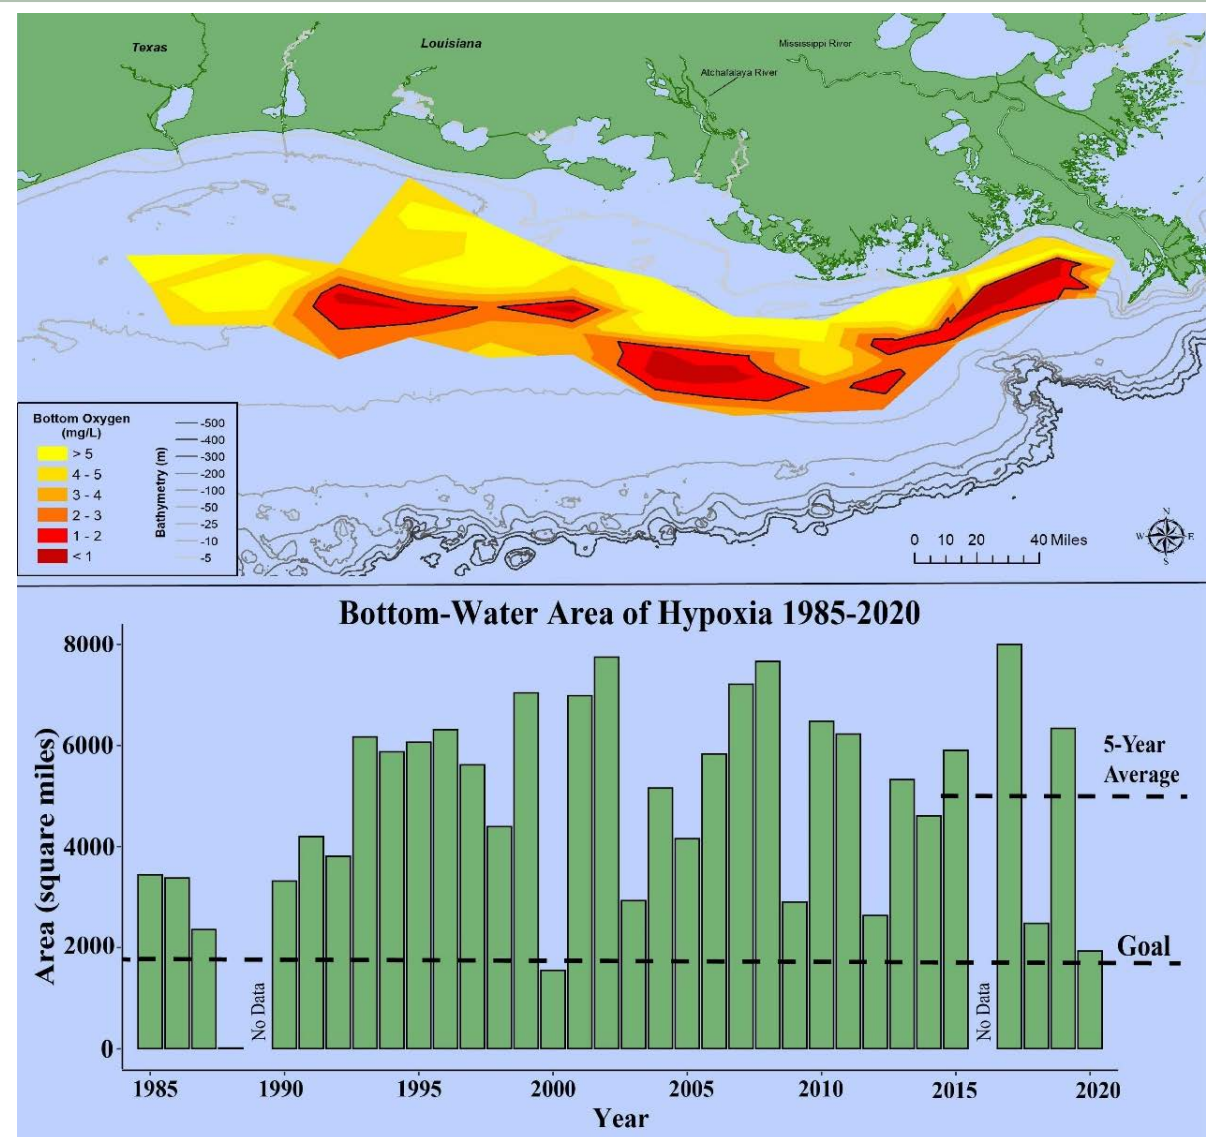 Texas
Louisiana
Mississippi River
Atchafalaya River
Bottom Oxygen
(mg/L)
> 5
4 - 5
3 - 4
2 - 3
1 - 2
< 1
Bathymetry (m)
-500
-400
-300
-200
-100
-50
-25
-10
-5
0 10 20 40 Miles
N
W E
S
Bottom-Water Area of Hypoxia 1985-2020
Area (square miles)
8000
6000
4000
2000
0
5-Year
Average
Goal
No Data
No Data
1985 1990 1995 2000 2005 2010 2015 2020
Year